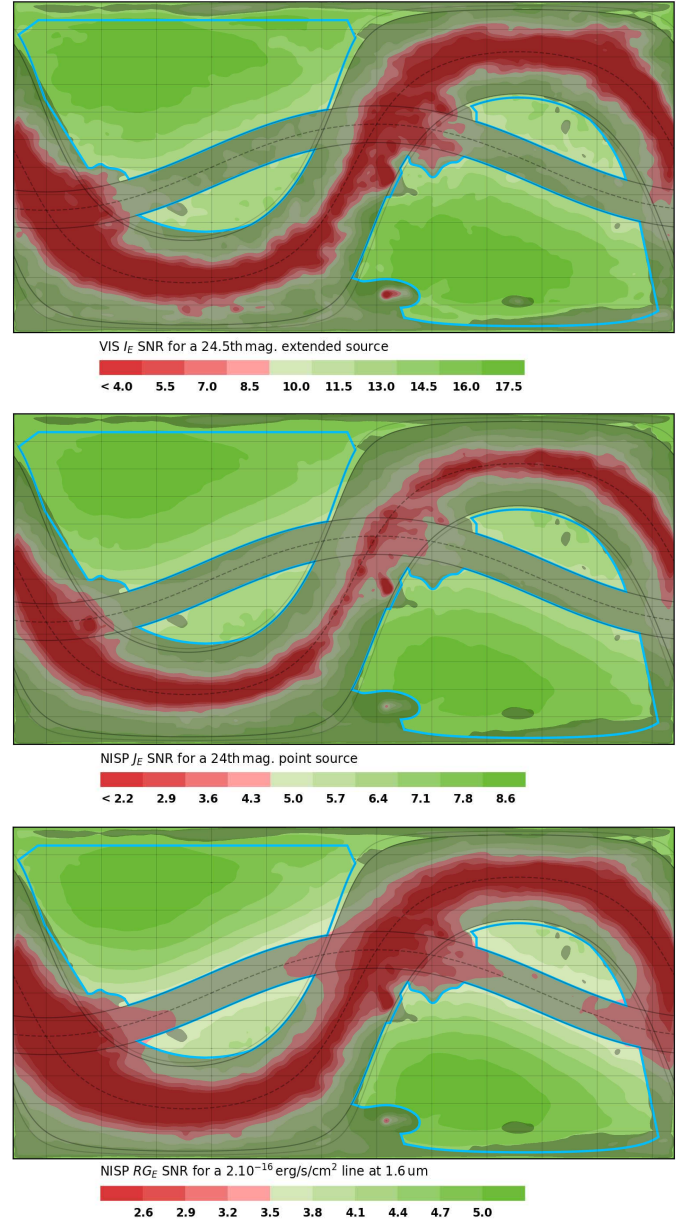 VIS I_E SNR for a 24.5th mag. extended source
< 4.0 5.5 7.0 8.5 10.0 11.5 13.0 14.5 16.0 17.5
NISP J_E SNR for a 24th mag. point source
< 2.2 2.9 3.6 4.3 5.0 5.7 6.4 7.1 7.8 8.6
NISP RG_E SNR for a 2.10⁻¹⁶ erg/s/cm² line at 1.6 um
2.6 2.9 3.2 3.5 3.8 4.1 4.4 4.7 5.0